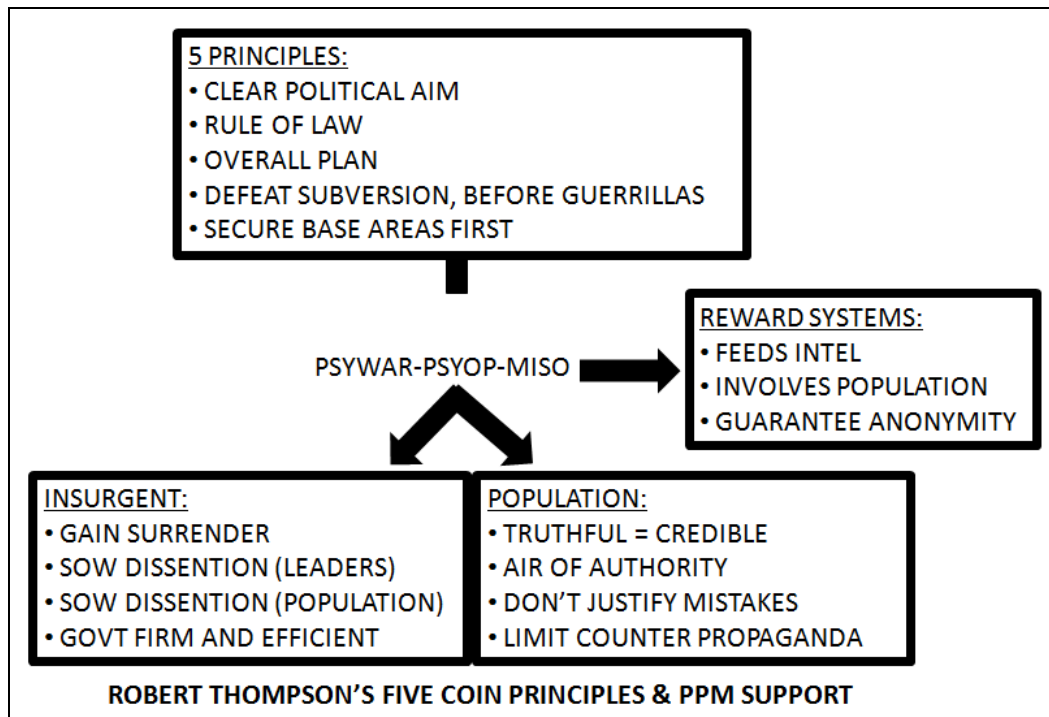 5 PRINCIPLES:
• CLEAR POLITICAL AIM
• RULE OF LAW
• OVERALL PLAN
• DEFEAT SUBVERSION, BEFORE GUERRILLAS
• SECURE BASE AREAS FIRST
PSYWAR-PSYOP-MISO
REWARD SYSTEMS:
• FEEDS INTEL
• INVOLVES POPULATION
• GUARANTEE ANONYMITY
INSURGENT:
• GAIN SURRENDER
• SOW DISSENTION (LEADERS)
• SOW DISSENTION (POPULATION)
• GOVT FIRM AND EFFICIENT
POPULATION:
• TRUTHFUL = CREDIBLE
• AIR OF AUTHORITY
• DON'T JUSTIFY MISTAKES
• LIMIT COUNTER PROPAGANDA
ROBERT THOMPSON'S FIVE COIN PRINCIPLES & PPM SUPPORT